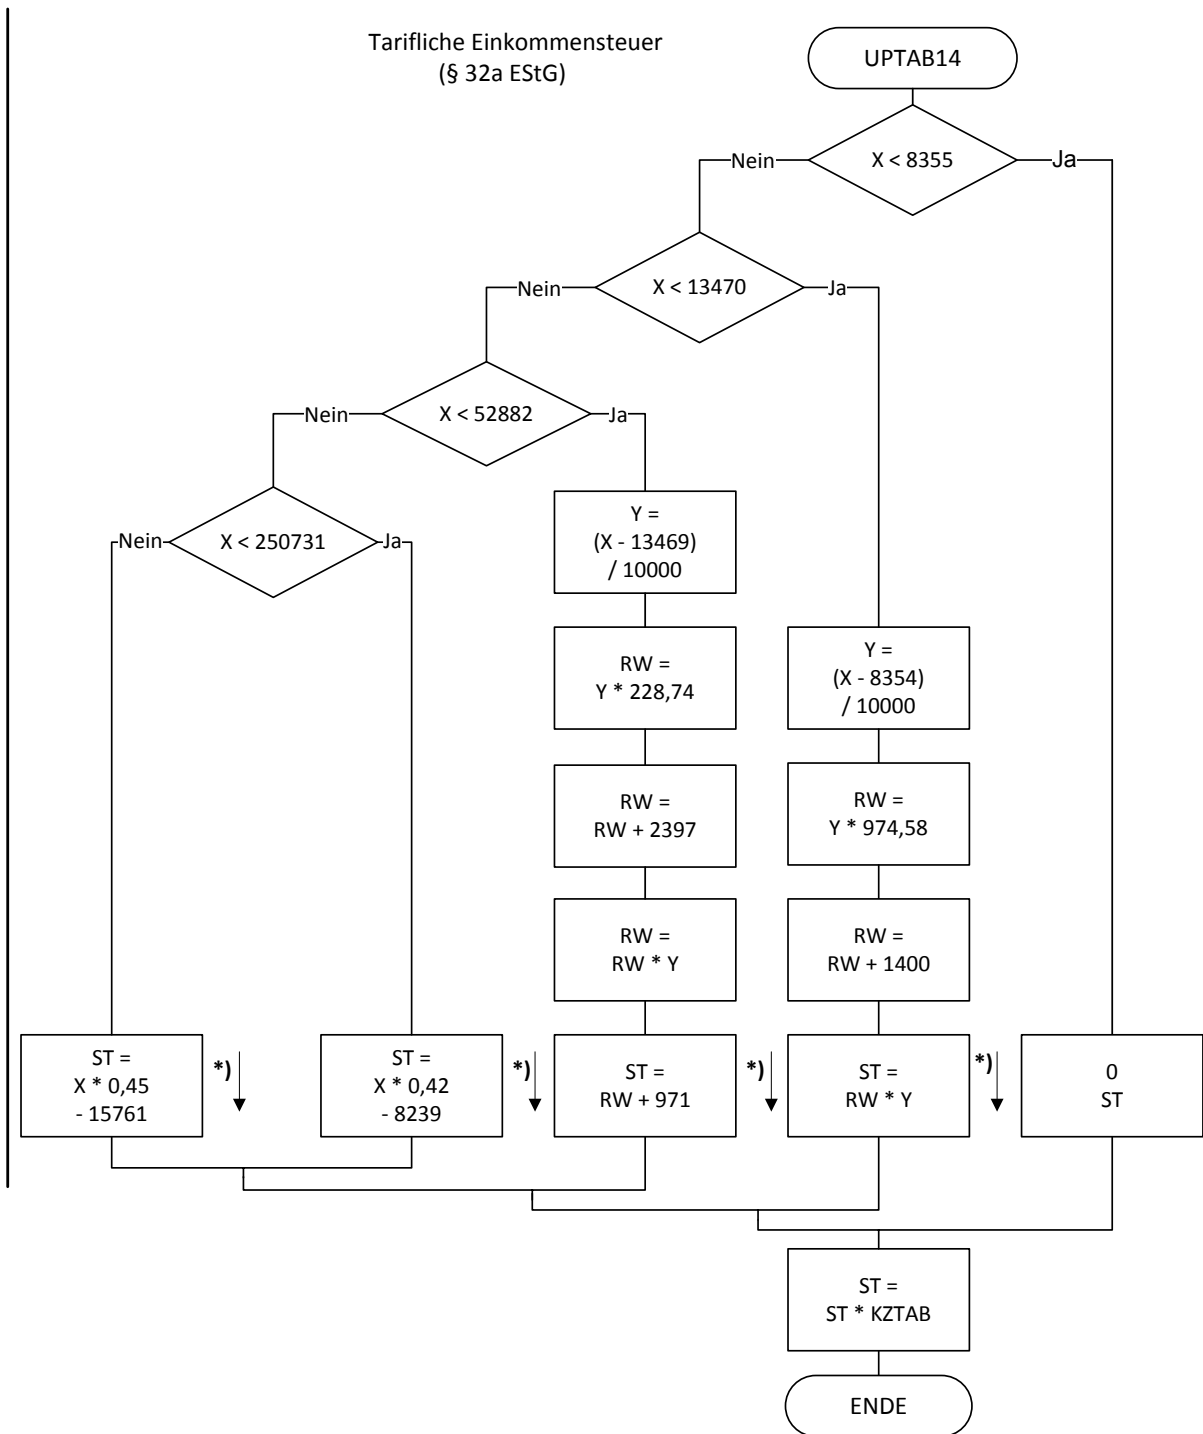 Tarifliche Einkommensteuer
(§ 32a EStG)
UPTAB14
X < 8355
Nein
Ja
X < 13470
Nein
Ja
X < 52882
Nein
Ja
X < 250731
Nein
Ja
Y =
(X - 13469)
/ 10000
RW =
Y * 228,74
RW =
RW + 2397
RW =
RW * Y
Y =
(X - 8354)
/ 10000
RW =
Y * 974,58
RW =
RW + 1400
ST =
X * 0,45
- 15761
*)
ST =
X * 0,42
- 8239
*)
ST =
RW + 971
*)
ST =
RW * Y
*)
0
ST
ST =
ST * KZTAB
ENDE